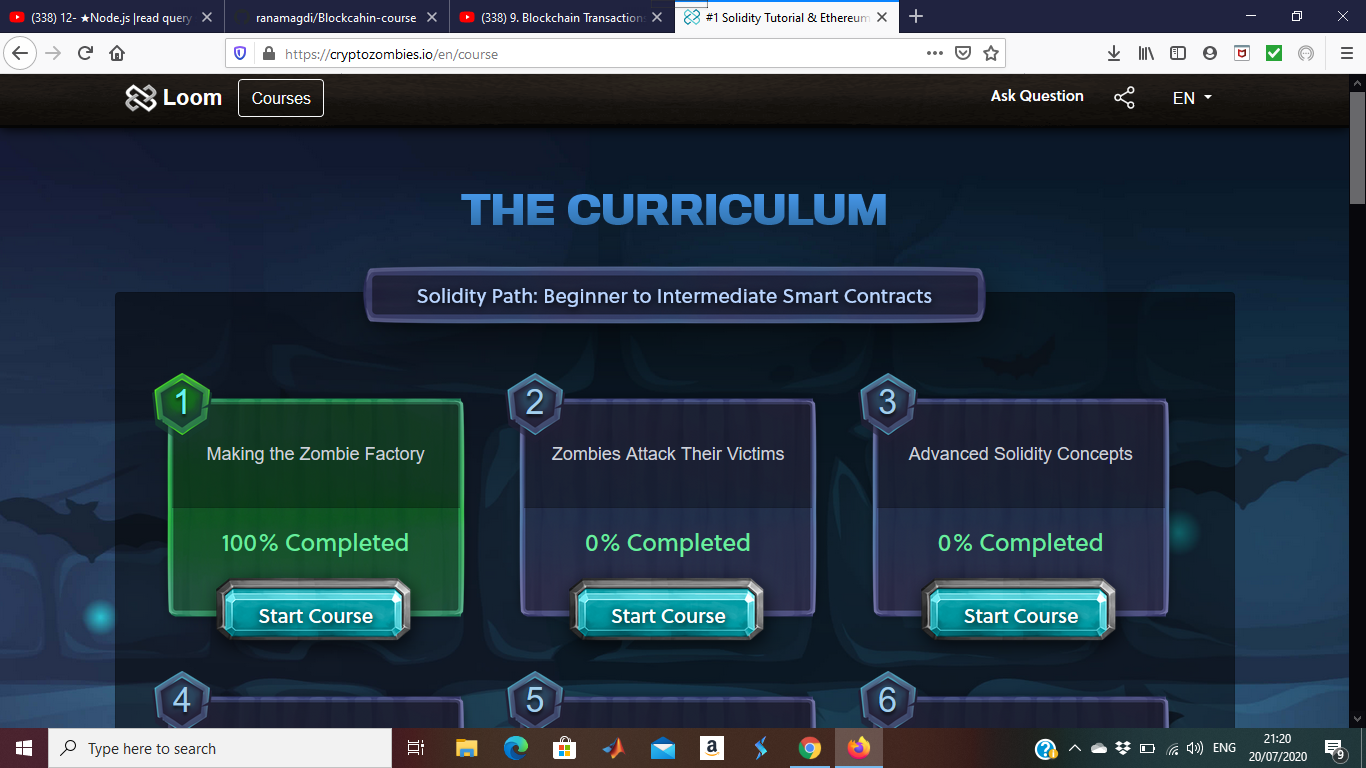 (338) 12- ★Node.js |read query
ranamagdi/Blockcahin-course
(338) 9. Blockchain Transactions
#1 Solidity Tutorial & Ethereum
https://cryptozombies.io/en/course
Loom
Courses
Ask Question
EN
THE CURRICULUM
Solidity Path: Beginner to Intermediate Smart Contracts
1
2
3
Making the Zombie Factory
Zombies Attack Their Victims
Advanced Solidity Concepts
100% Completed
0% Completed
0% Completed
Start Course
Start Course
Start Course
4
5
6
Type here to search
a
ENG
21:20
20/07/2020
9